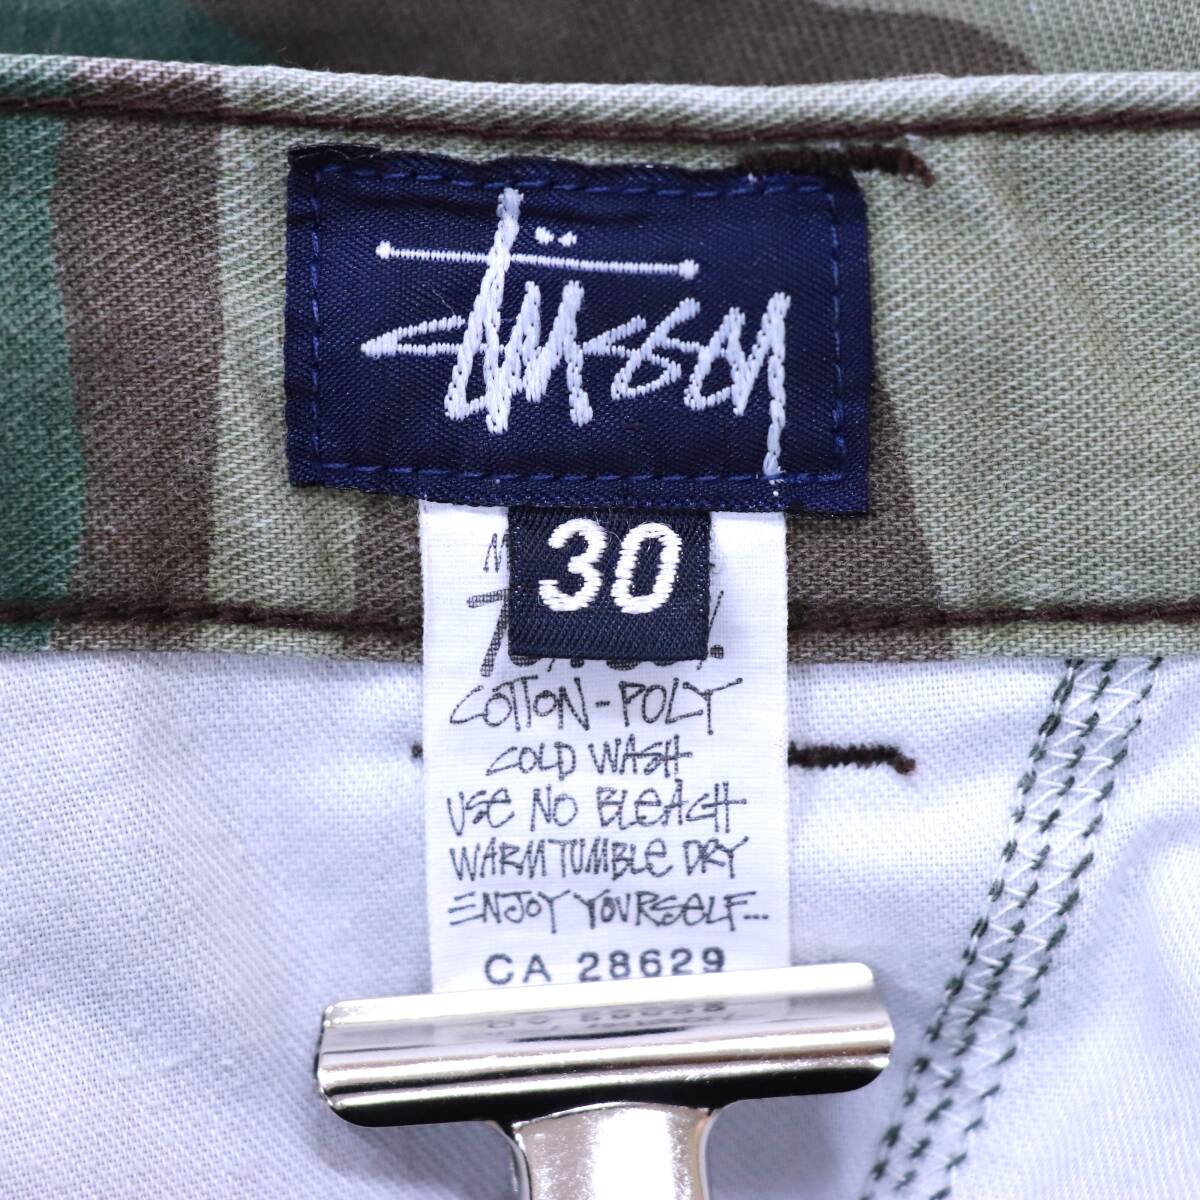 Stüssy
30
COTTON-POLY
COLD WASH
USE NO BLEACH
WARM TUMBLE DRY
ENJOY YOURSELF...
CA 28629